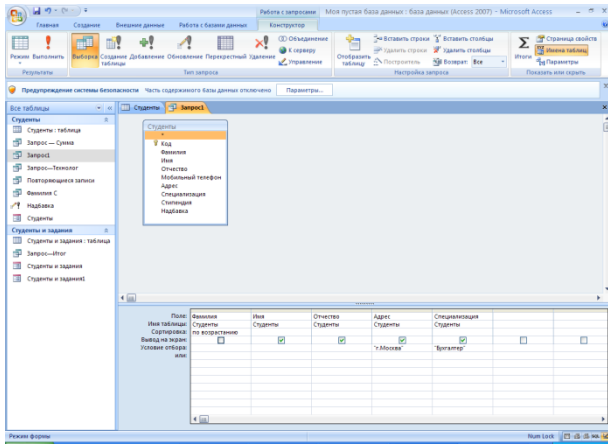 Работа с запросами Моя пустая база данных : база данных (Access 2007) - Microsoft Access
Главная Создание Внешние данные Работа с базами данных Конструктор
Режим Выполнить
Результаты
Выборка Создание таблицы Добавление Обновление Перекрестный Удаление
Объединение
К серверу
Управление
Тип запроса
Отобразить таблицу
Вставить строки
Удалить строки
Построитель
Вставить столбцы
Удалить столбцы
Возврат: Все
Настройка запроса
Итоги
Страница свойств
Имена таблиц
Параметры
Показать или скрыть
Предупреждение системы безопасности Часть содержимого базы данных отключено Параметры...
Все таблицы
Студенты
Студенты : таблица
Запрос — Сумма
Запрос1
Запрос—Технолог
Повторяющиеся записи
Фамилия С
Надбавка
Студенты
Студенты и задания
Студенты и задания : таблица
Запрос—Итог
Студенты и задания
Студенты и задания1
Студенты Запрос1
Студенты
*
Код
Фамилия
Имя
Отчество
Мобильный телефон
Адрес
Специализация
Стипендия
Надбавка
Поле: Фамилия Имя Отчество Адрес Специализация
Имя таблицы: Студенты Студенты Студенты Студенты Студенты
Сортировка: по возрастанию
Вывод на экран:
Условие отбора: "г.Москва" "Бухгалтер"
или:
Режим формы Num Lock